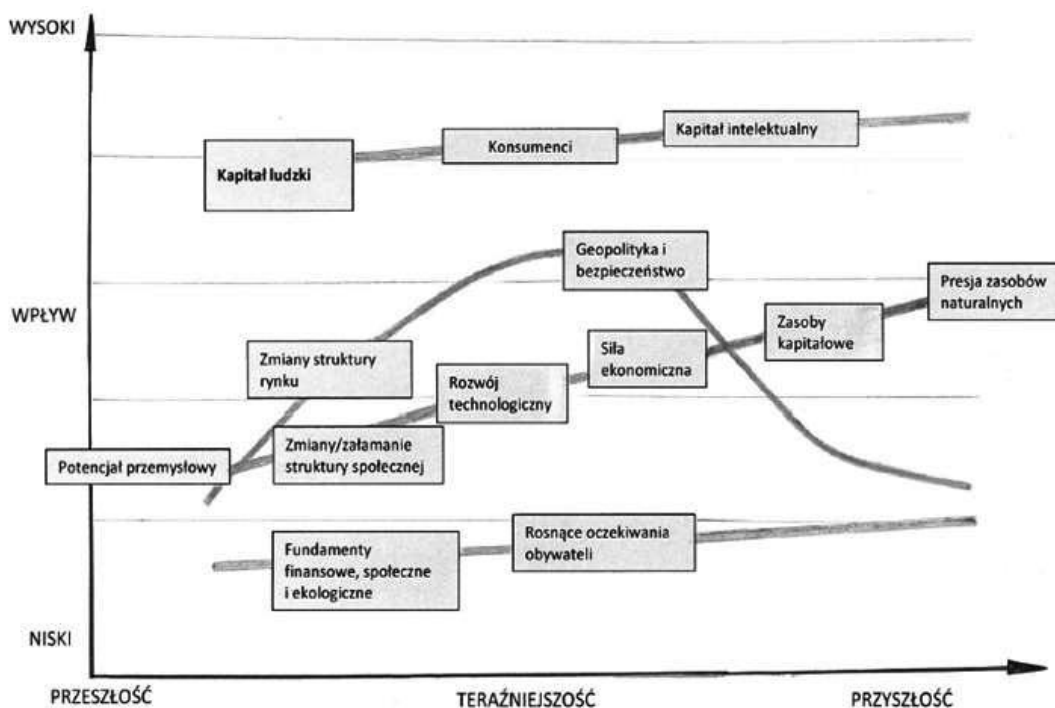 WYSOKI
Kapitał ludzki
Konsumenci
Kapitał intelektualny
Geopolityka i
bezpieczeństwo
Presja zasobów
naturalnych
WPŁYW
Zasoby
kapitałowe
Siła
ekonomiczna
Zmiany struktury
rynku
Rozwój
technologiczny
Zmiany/załamanie
struktury społecznej
Potencjał przemysłowy
Rosnące oczekiwania
obywateli
Fundamenty
finansowe, społeczne
i ekologiczne
NISKI
PRZESZŁOŚĆ
TERAŹNIEJSZOŚĆ
PRZYSZŁOŚĆ